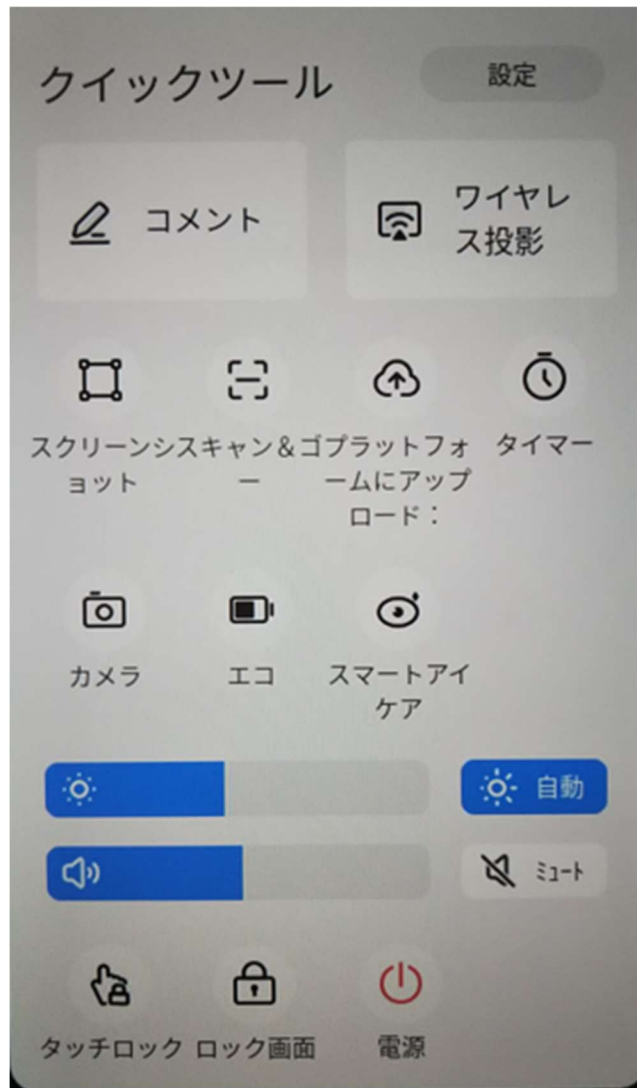 クイックツール
設定
コメント
ワイヤレ
ス投影
スクリーンシ
ョット
スキャン&ゴ
ー
プラットフォ
ームにアップ
ロード：
タイマー
カメラ
エコ
スマートアイ
ケア
自動
ミュート
タッチロック
ロック画面
電源